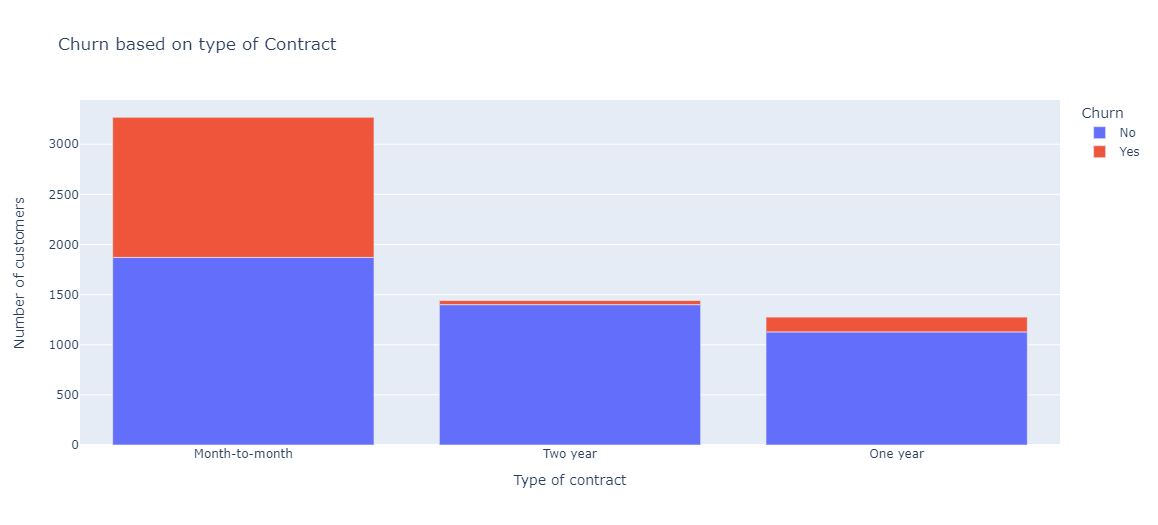 Churn based on type of Contract
Churn
No
Yes
Number of customers
3000
2500
2000
1500
1000
500
0
Month-to-month
Two year
One year
Type of contract